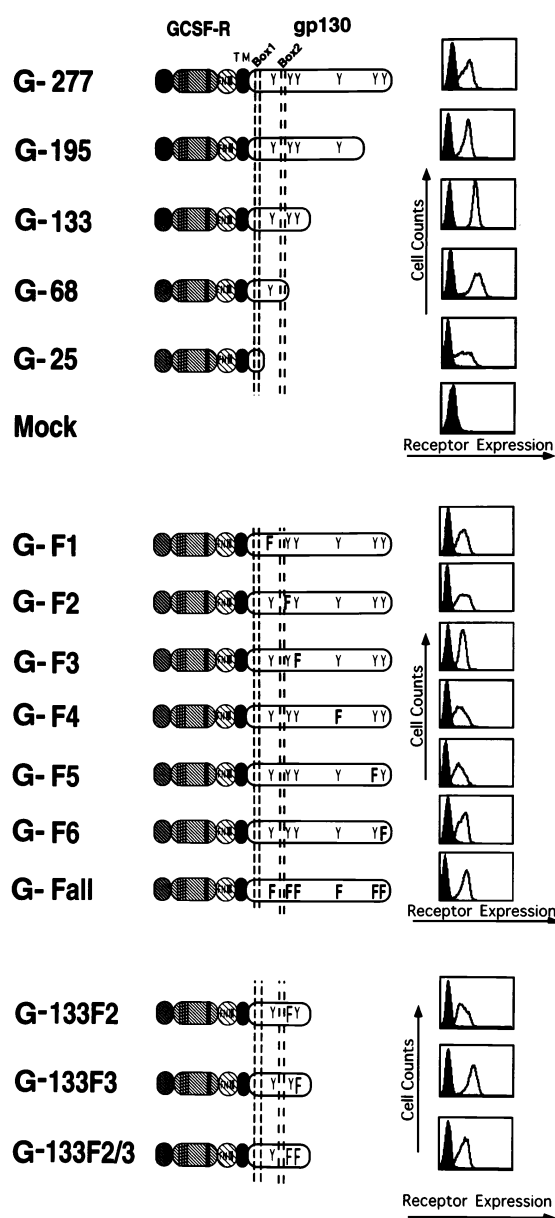 GCSF-R gp130
TM Box1 Box2
G-277 Y YY Y YY
G-195 Y YY Y
G-133 Y YY
G-68 Y
G-25
Mock
Cell Counts
Receptor Expression
G-F1 F YY Y YY
G-F2 Y FY Y YY
G-F3 Y YF Y YY
G-F4 Y YY F YY
G-F5 Y YY Y FY
G-F6 Y YY Y YF
G-Fall F FF F FF
Cell Counts
Receptor Expression
G-133F2 Y FY
G-133F3 Y YF
G-133F2/3 Y FF
Cell Counts
Receptor Expression